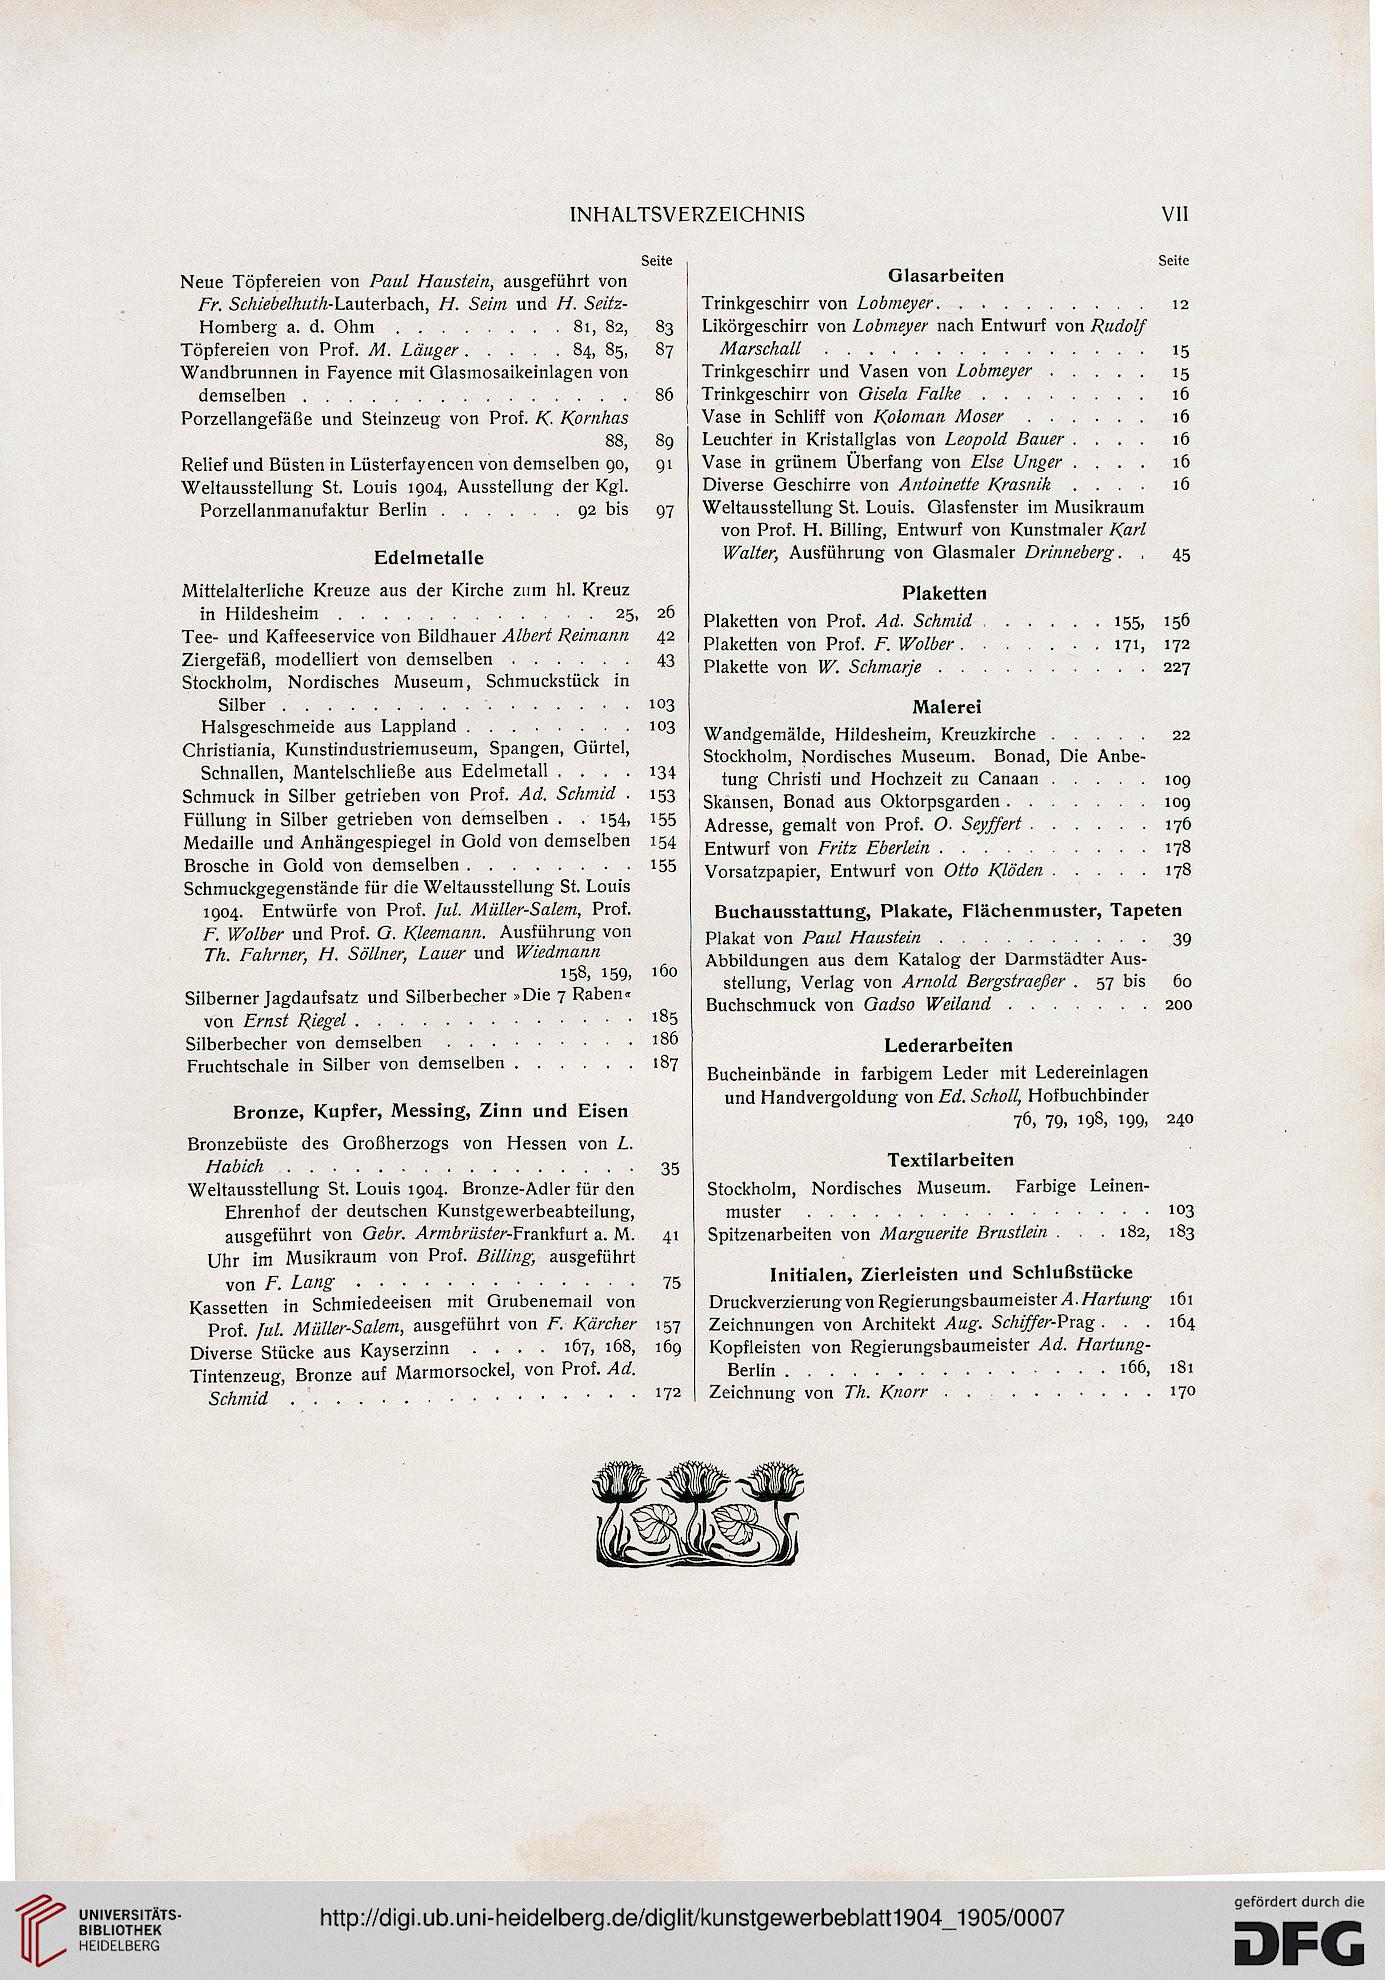 INHALTSVERZEICHNIS VII
Seite
Neue Töpfereien von Paul Haustein, ausgeführt von
Fr. Schiebelhuth-Lauterbach, H. Seim und H. Seitz-
Homberg a. d. Ohm . . . . . . . . 81, 82, 83
Töpfereien von Prof. M. Läuger . . . . . 84, 85, 87
Wandbrunnen in Fayence mit Glasmosaikeinlagen von
demselben . . . . . . . . . . . . . . . 86
Porzellangefäße und Steinzeug von Prof. K. Kornhas
88, 89
Relief und Büsten in Lüsterfayencen von demselben 90, 91
Weltausstellung St. Louis 1904, Ausstellung der Kgl.
Porzellanmanufaktur Berlin . . . . . . 92 bis 97
Edelmetalle
Mittelalterliche Kreuze aus der Kirche zum hl. Kreuz
in Hildesheim . . . . . . . . . . . . 25, 26
Tee- und Kaffeeservice von Bildhauer Albert Reimann 42
Ziergefäß, modelliert von demselben . . . . . . 43
Stockholm, Nordisches Museum, Schmuckstück in
Silber . . . . . . . . . . . . . . . . 103
Halsgeschmeide aus Lappland . . . . . . . . 103
Christiania, Kunstindustriemuseum, Spangen, Gürtel,
Schnallen, Mantelschließe aus Edelmetall . . . . 134
Schmuck in Silber getrieben von Prof. Ad. Schmid . 153
Füllung in Silber getrieben von demselben . . 154, 155
Medaille und Anhängespiegel in Gold von demselben 154
Brosche in Gold von demselben . . . . . . . . 155
Schmuckgegenstände für die Weltausstellung St. Louis
1904. Entwürfe von Prof. Jul. Müller-Salem, Prof.
F. Wolber und Prof. G. Kleemann. Ausführung von
Th. Fahrner, H. Söllner, Lauer und Wiedmann
158, 159, 160
Silberner Jagdaufsatz und Silberbecher »Die 7 Raben«
von Ernst Riegel . . . . . . . . . . . . . 185
Silberbecher von demselben . . . . . . . . . 186
Fruchtschale in Silber von demselben . . . . . . 187
Bronze, Kupfer, Messing, Zinn und Eisen
Bronzebüste des Großherzogs von Hessen von L.
Habich . . . . . . . . . . . . . . . . 35
Weltausstellung St. Louis 1904. Bronze-Adler für den
Ehrenhof der deutschen Kunstgewerbeabteilung,
ausgeführt von Gebr. Armbrüster-Frankfurt a. M. 41
Uhr im Musikraum von Prof. Billing, ausgeführt
von F. Lang . . . . . . . . . . . . . 75
Kassetten in Schmiedeeisen mit Grubenemail von
Prof. Jul. Müller-Salem, ausgeführt von F. Kärcher 157
Diverse Stücke aus Kayserzinn . . . . 167, 168, 169
Tintenzeug, Bronze auf Marmorsockel, von Prof. Ad.
Schmid . . . . . . . . . . . . . . . . 172
Seite
Glasarbeiten
Trinkgeschirr von Lobmeyer . . . . . . . . . . 12
Likörgeschirr von Lobmeyer nach Entwurf von Rudolf
Marschall . . . . . . . . . . . . . . . 15
Trinkgeschirr und Vasen von Lobmeyer . . . . . 15
Trinkgeschirr von Gisela Falke . . . . . . . . 16
Vase in Schliff von Koloman Moser . . . . . . 16
Leuchter in Kristallglas von Leopold Bauer . . . . 16
Vase in grünem Überfang von Else Unger . . . . 16
Diverse Geschirre von Antoinette Krasnik . . . . 16
Weltausstellung St. Louis. Glasfenster im Musikraum
von Prof. H. Billing, Entwurf von Kunstmaler Karl
Walter, Ausführung von Glasmaler Drinneberg . . 45
Plaketten
Plaketten von Prof. Ad. Schmid . . . . . . 155, 156
Plaketten von Prof. F. Wolber . . . . . . . 171, 172
Plakette von W. Schmarje . . . . . . . . . . 227
Malerei
Wandgemälde, Hildesheim, Kreuzkirche . . . . . 22
Stockholm, Nordisches Museum. Bonad, Die Anbe-
tung Christi und Hochzeit zu Canaan . . . . . 109
Skansen, Bonad aus Oktorpsgarden . . . . . . . 109
Adresse, gemalt von Prof. O. Seyffert . . . . . . 176
Entwurf von Fritz Eberlein . . . . . . . . . . 178
Vorsatzpapier, Entwurf von Otto Klöden . . . . . 178
Buchausstattung, Plakate, Flächenmuster, Tapeten
Plakat von Paul Haustein . . . . . . . . . . 39
Abbildungen aus dem Katalog der Darmstädter Aus-
stellung, Verlag von Arnold Bergstraeßer . 57 bis 60
Buchschmuck von Gadso Weiland . . . . . . . 200
Lederarbeiten
Bucheinbände in farbigem Leder mit Ledereinlagen
und Handvergoldung von Ed. Scholl, Hofbuchbinder
76, 79, 198, 199, 240
Textilarbeiten
Stockholm, Nordisches Museum. Farbige Leinen-
muster . . . . . . . . . . . . . . . . 103
Spitzenarbeiten von Marguerite Brustlein . . . 182, 183
Initialen, Zierleisten und Schlußstücke
Druckverzierung von Regierungsbaumeister A. Hartung 161
Zeichnungen von Architekt Aug. Schiffer-Prag . . . 164
Kopfleisten von Regierungsbaumeister Ad. Hartung-
Berlin . . . . . . . . . . . . . . . 166, 181
Zeichnung von Th. Knorr . . . . . . . . . . 170
UNIVERSITÄTS-
BIBLIOTHEK
HEIDELBERG
http://digi.ub.uni-heidelberg.de/diglit/kunstgewerbeblatt1904_1905/0007
gefördert durch die
DFG